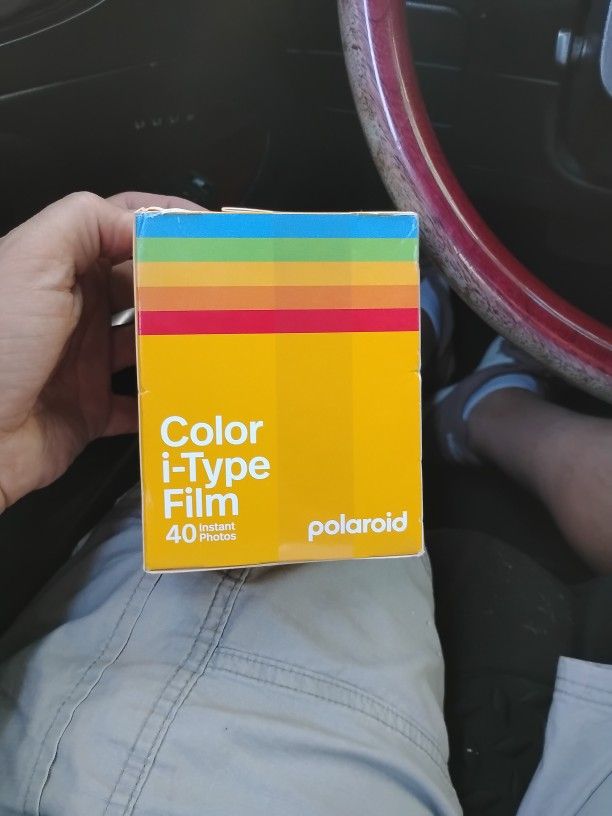 Color
i-Type
Film
40 Instant
Photos
polaroid